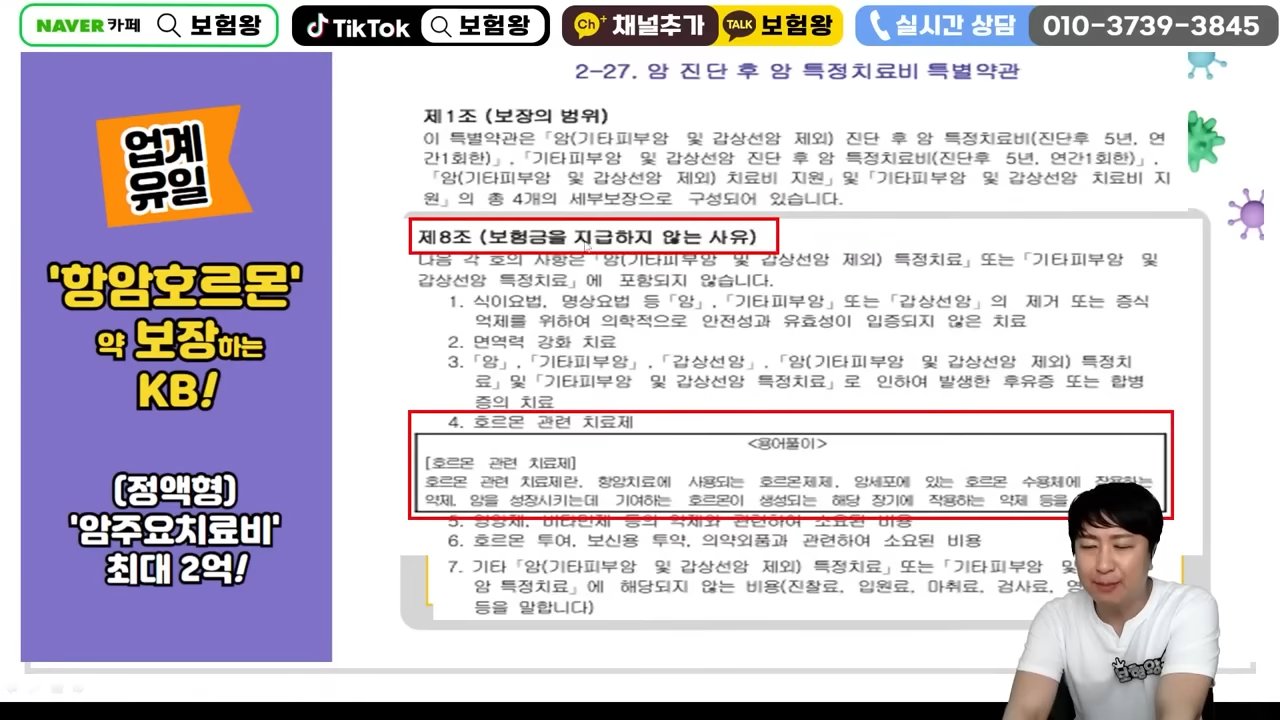 NAVER 카페 보험왕 TikTok 보험왕 Ch+ 채널추가 TALK 보험왕 실시간 상담 010-3739-3845
업계
유일
'항암호르몬'
약 보장하는
KB!
(정액형)
'암주요치료비'
최대 2억!
2-27. 암 진단 후 암 특정치료비 특별약관
제1조 (보장의 범위)
이 특별약관은「암(기타피부암 및 갑상선암 제외) 진단 후 암 특정치료비(진단후 5년, 연
간1회한)」,「기타피부암 및 갑상선암 진단 후 암 특정치료비(진단후 5년, 연간1회한)」,
「암(기타피부암 및 갑상선암 제외) 치료비 지원」및「기타피부암 및 갑상선암 치료비 지
원」의 총 4개의 세부보장으로 구성되어 있습니다.
제8조 (보험금을 지급하지 않는 사유)
다음 각 호의 사항은「암(기타피부암 및 갑상선암 제외) 특정치료」또는「기타피부암 및
갑상선암 특정치료」에 포함되지 않습니다.
1. 식이요법, 명상요법 등「암」,「기타피부암」또는「갑상선암」의 제거 또는 증식
억제를 위하여 의학적으로 안전성과 유효성이 입증되지 않은 치료
2. 면역력 강화 치료
3.「암」,「기타피부암」,「갑상선암」,「암(기타피부암 및 갑상선암 제외) 특정치
료」및「기타피부암 및 갑상선암 특정치료」로 인하여 발생한 후유증 또는 합병
증의 치료
4. 호르몬 관련 치료제
<용어풀이>
[호르몬 관련 치료제]
호르몬 관련 치료제란, 항암치료에 사용되는 호르몬제제, 암세포에 있는 호르몬 수용체에 작용하는
약제, 암을 성장시키는데 기여하는 호르몬이 생성되는 해당 장기에 작용하는 약제 등을
5. 영양제, 비타민제 등의 약제와 관련하여 소요된 비용
6. 호르몬 투여, 보신용 투약, 의약외품과 관련하여 소요된 비용
7. 기타「암(기타피부암 및 갑상선암 제외) 특정치료」또는「기타피부암 및
암 특정치료」에 해당되지 않는 비용(진찰료, 입원료, 마취료, 검사료,
등을 말합니다)
보험왕